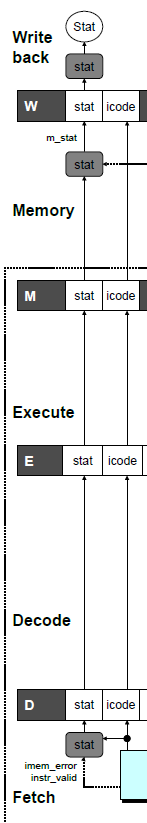 Stat
Write
back
stat
W stat icode
m_stat
stat
Memory
M stat icode
Execute
E stat icode
Decode
D stat icode
stat
imem_error
instr_valid
Fetch